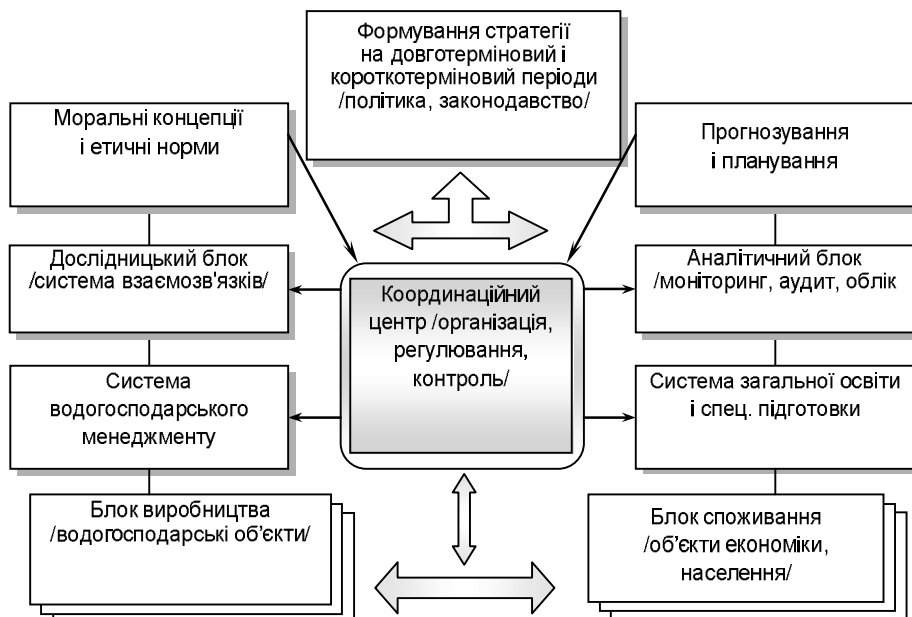 Формування стратегії
на довготерміновий і
короткотерміновий періоди
/політика, законодавство/
Моральні концепції
і етичні норми
Прогнозування
і планування
Дослідницький блок
/система взаємозв'язків/
Координаційний
центр /організація,
регулювання,
контроль/
Аналітичний блок
/моніторинг, аудит, облік
Система
водогосподарського
менеджменту
Система загальної освіти
і спец. підготовки
Блок виробництва
/водогосподарські об’єкти/
Блок споживання
/об’єкти економіки,
населення/